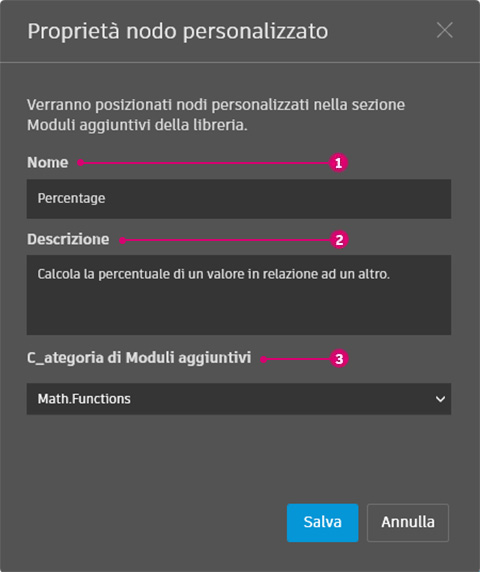 Proprietà nodo personalizzato
Verranno posizionati nodi personalizzati nella sezione
Moduli aggiuntivi della libreria.
Nome 1
Percentage
Descrizione 2
Calcola la percentuale di un valore in relazione ad un altro.
C_ategoria di Moduli aggiuntivi 3
Math.Functions
Salva Annulla